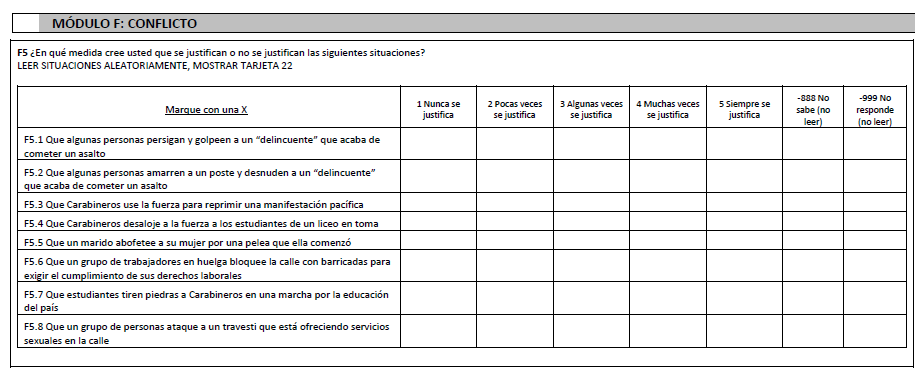 MÓDULO F: CONFLICTO
F5 ¿En qué medida cree usted que se justifican o no se justifican las siguientes situaciones?
LEER SITUACIONES ALEATORIAMENTE, MOSTRAR TARJETA 22
Marque con una X
1 Nunca se
justifica
2 Pocas veces
se justifica
3 Algunas veces
se justifica
4 Muchas veces
se justifica
5 Siempre se
justifica
-888 No
sabe (no
leer)
-999 No
responde
(no leer)
F5.1 Que algunas personas persigan y golpeen a un “delincuente” que acaba de
cometer un asalto
F5.2 Que algunas personas amarren a un poste y desnuden a un “delincuente”
que acaba de cometer un asalto
F5.3 Que Carabineros use la fuerza para reprimir una manifestación pacífica
F5.4 Que Carabineros desaloje a la fuerza a los estudiantes de un liceo en toma
F5.5 Que un marido abofetee a su mujer por una pelea que ella comenzó
F5.6 Que un grupo de trabajadores en huelga bloquee la calle con barricadas para
exigir el cumplimiento de sus derechos laborales
F5.7 Que estudiantes tiren piedras a Carabineros en una marcha por la educación
del país
F5.8 Que un grupo de personas ataque a un travesti que está ofreciendo servicios
sexuales en la calle